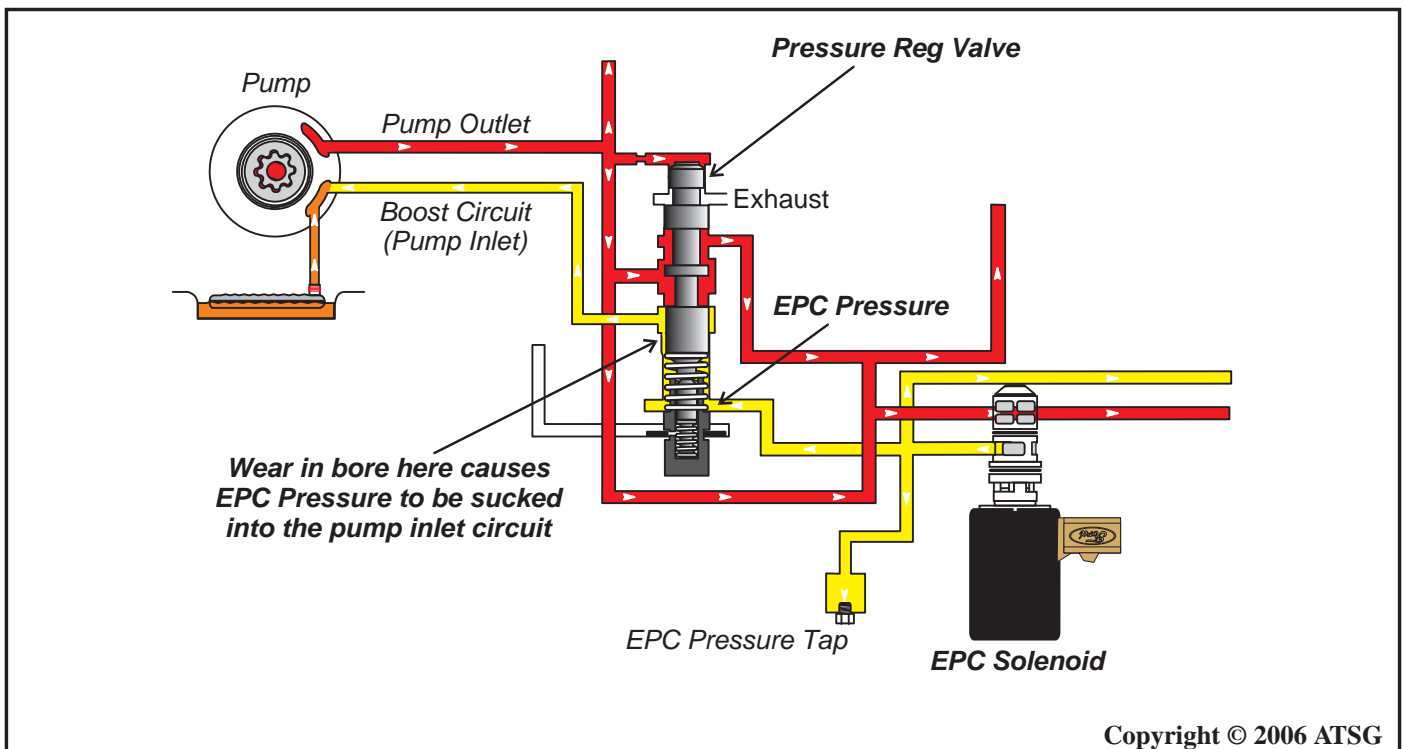 Pressure Reg Valve
Pump
Pump Outlet
Exhaust
Boost Circuit
(Pump Inlet)
EPC Pressure
Wear in bore here causes
EPC Pressure to be sucked
into the pump inlet circuit
EPC Pressure Tap
EPC Solenoid
Ford
Copyright © 2006 ATSG